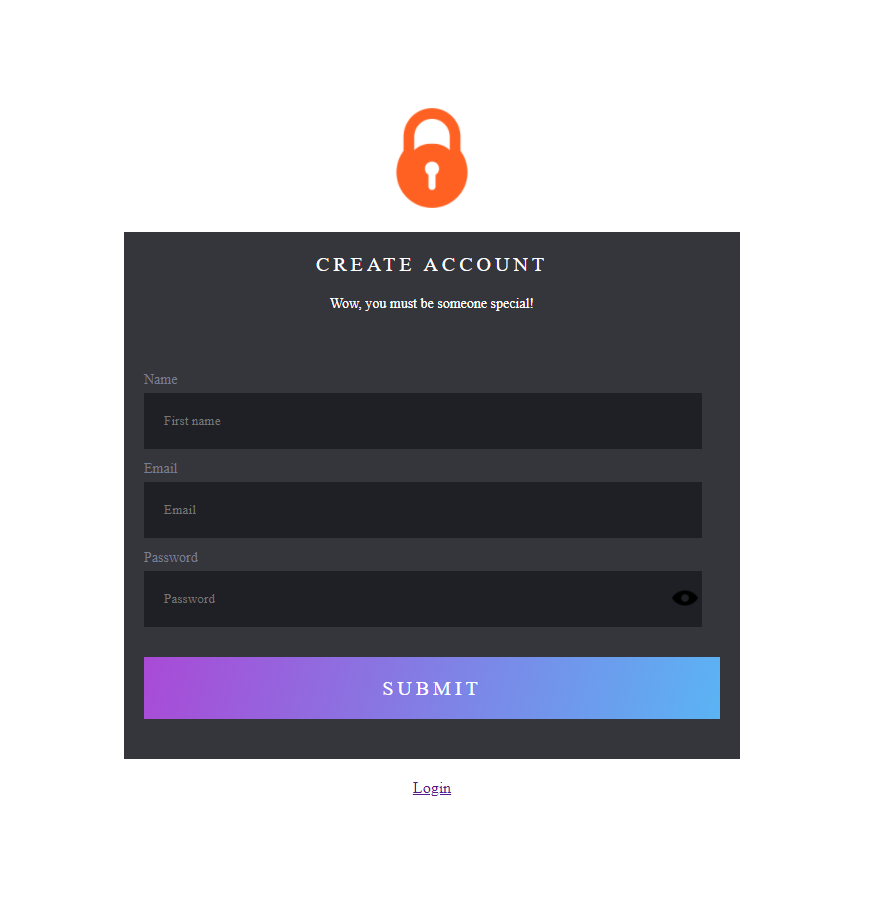 CREATE ACCOUNT
Wow, you must be someone special!
Name
First name
Email
Email
Password
Password
SUBMIT
Login